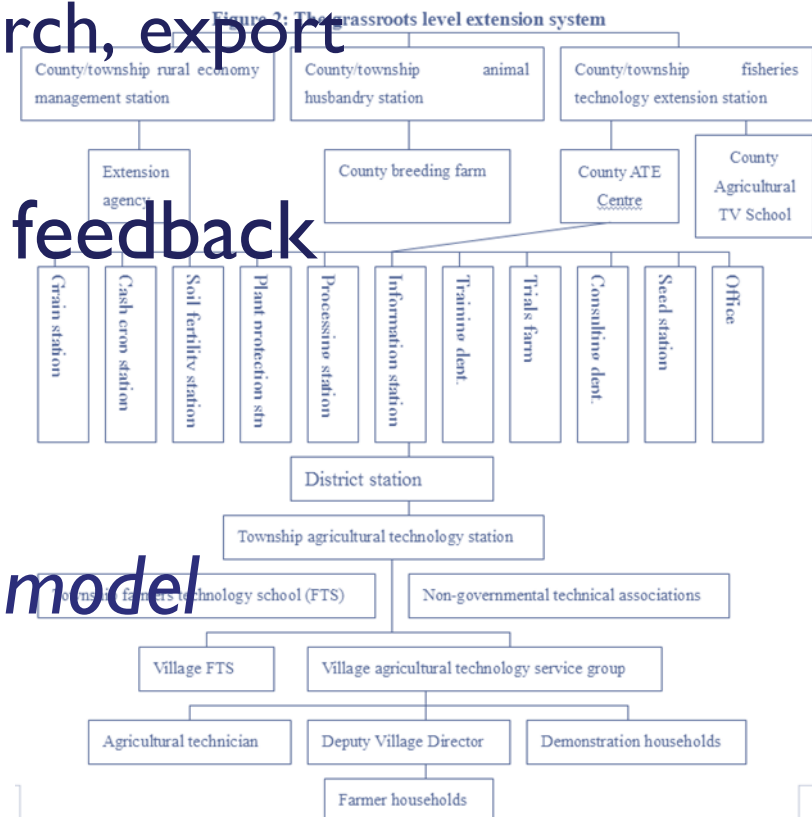 rch, export
Figure 2: The grassroots level extension system
County/township rural economy
management station
County/township animal
husbandry station
County/township fisheries
technology extension station
Extension
agency
County breeding farm
County ATE
Centre
County
Agricultural
TV School
feedback
Grain station
Cash crop station
Soil fertility station
Plant protection stn
Processing station
Information station
Training dept.
Trials farm
Consulting dept.
Seed station
Office
District station
Township agricultural technology station
model
Township farmers technology school (FTS)
Non-governmental technical associations
Village FTS
Village agricultural technology service group
Agricultural technician
Deputy Village Director
Demonstration households
Farmer households